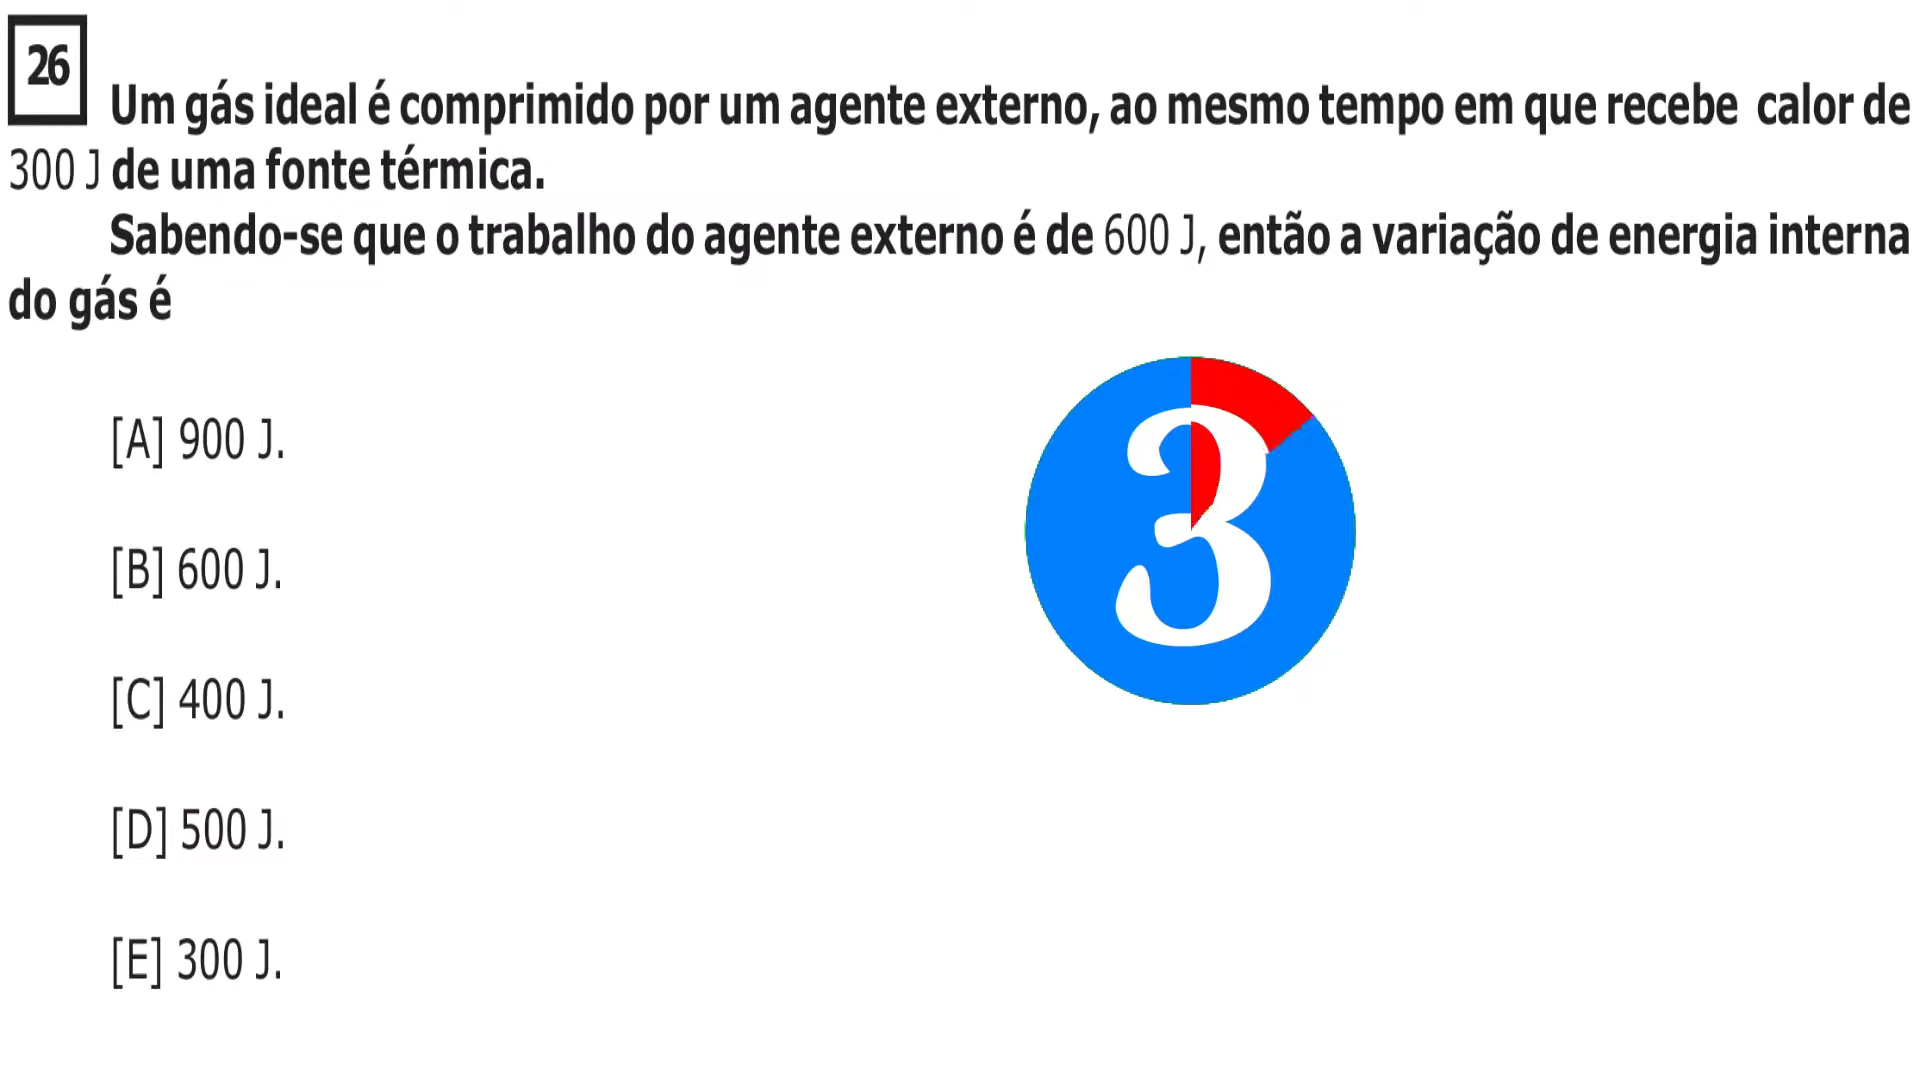 26
Um gás ideal é comprimido por um agente externo, ao mesmo tempo em que recebe calor de
300 J de uma fonte térmica.
Sabendo-se que o trabalho do agente externo é de 600 J, então a variação de energia interna
do gás é
[A] 900 J.
3
[B] 600 J.
[C] 400 J.
[D] 500 J.
[E] 300 J.